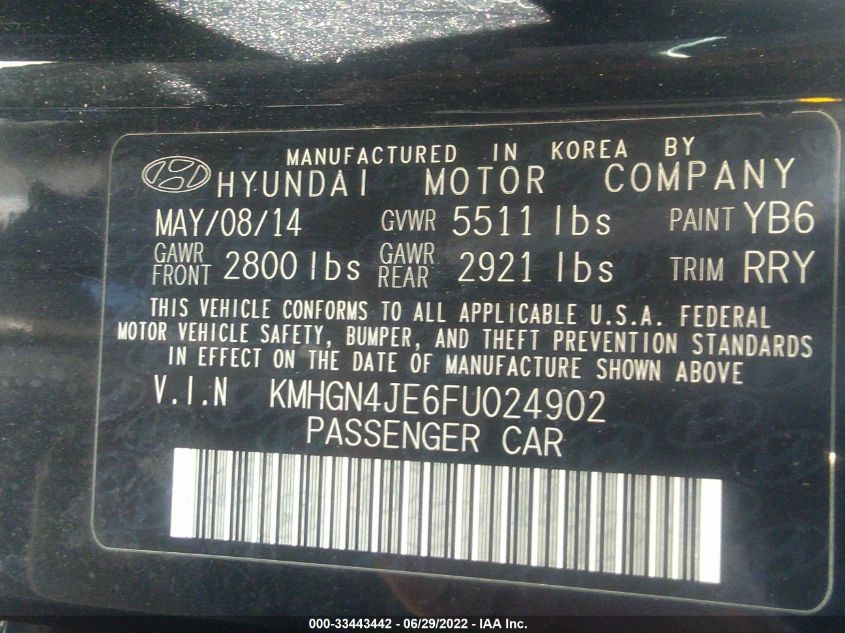 MANUFACTURED IN KOREA BY
HYUNDAI MOTOR COMPANY
MAY/08/14 GVWR 5511 lbs PAINT YB6
GAWR FRONT 2800 lbs GAWR REAR 2921 lbs TRIM RRY
THIS VEHICLE CONFORMS TO ALL APPLICABLE U.S.A. FEDERAL
MOTOR VEHICLE SAFETY, BUMPER, AND THEFT PREVENTION STANDARDS
IN EFFECT ON THE DATE OF MANUFACTURE SHOWN ABOVE
V.I.N KMHGN4JE6FU024902
PASSENGER CAR
000-33443442 - 06/29/2022 - IAA Inc.